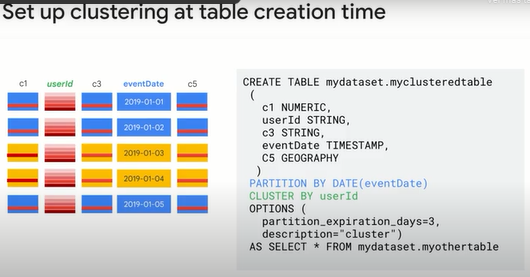 Set up clustering at table creation time
c1 userId c3 eventDate c5
2019-01-01
2019-01-02
2019-01-03
2019-01-04
2019-01-05
CREATE TABLE mydataset.myclusteredtable
(
c1 NUMERIC,
userId STRING,
c3 STRING,
eventDate TIMESTAMP,
C5 GEOGRAPHY
)
PARTITION BY DATE(eventDate)
CLUSTER BY userId
OPTIONS (
partition_expiration_days=3,
description="cluster")
AS SELECT * FROM mydataset.myothertable